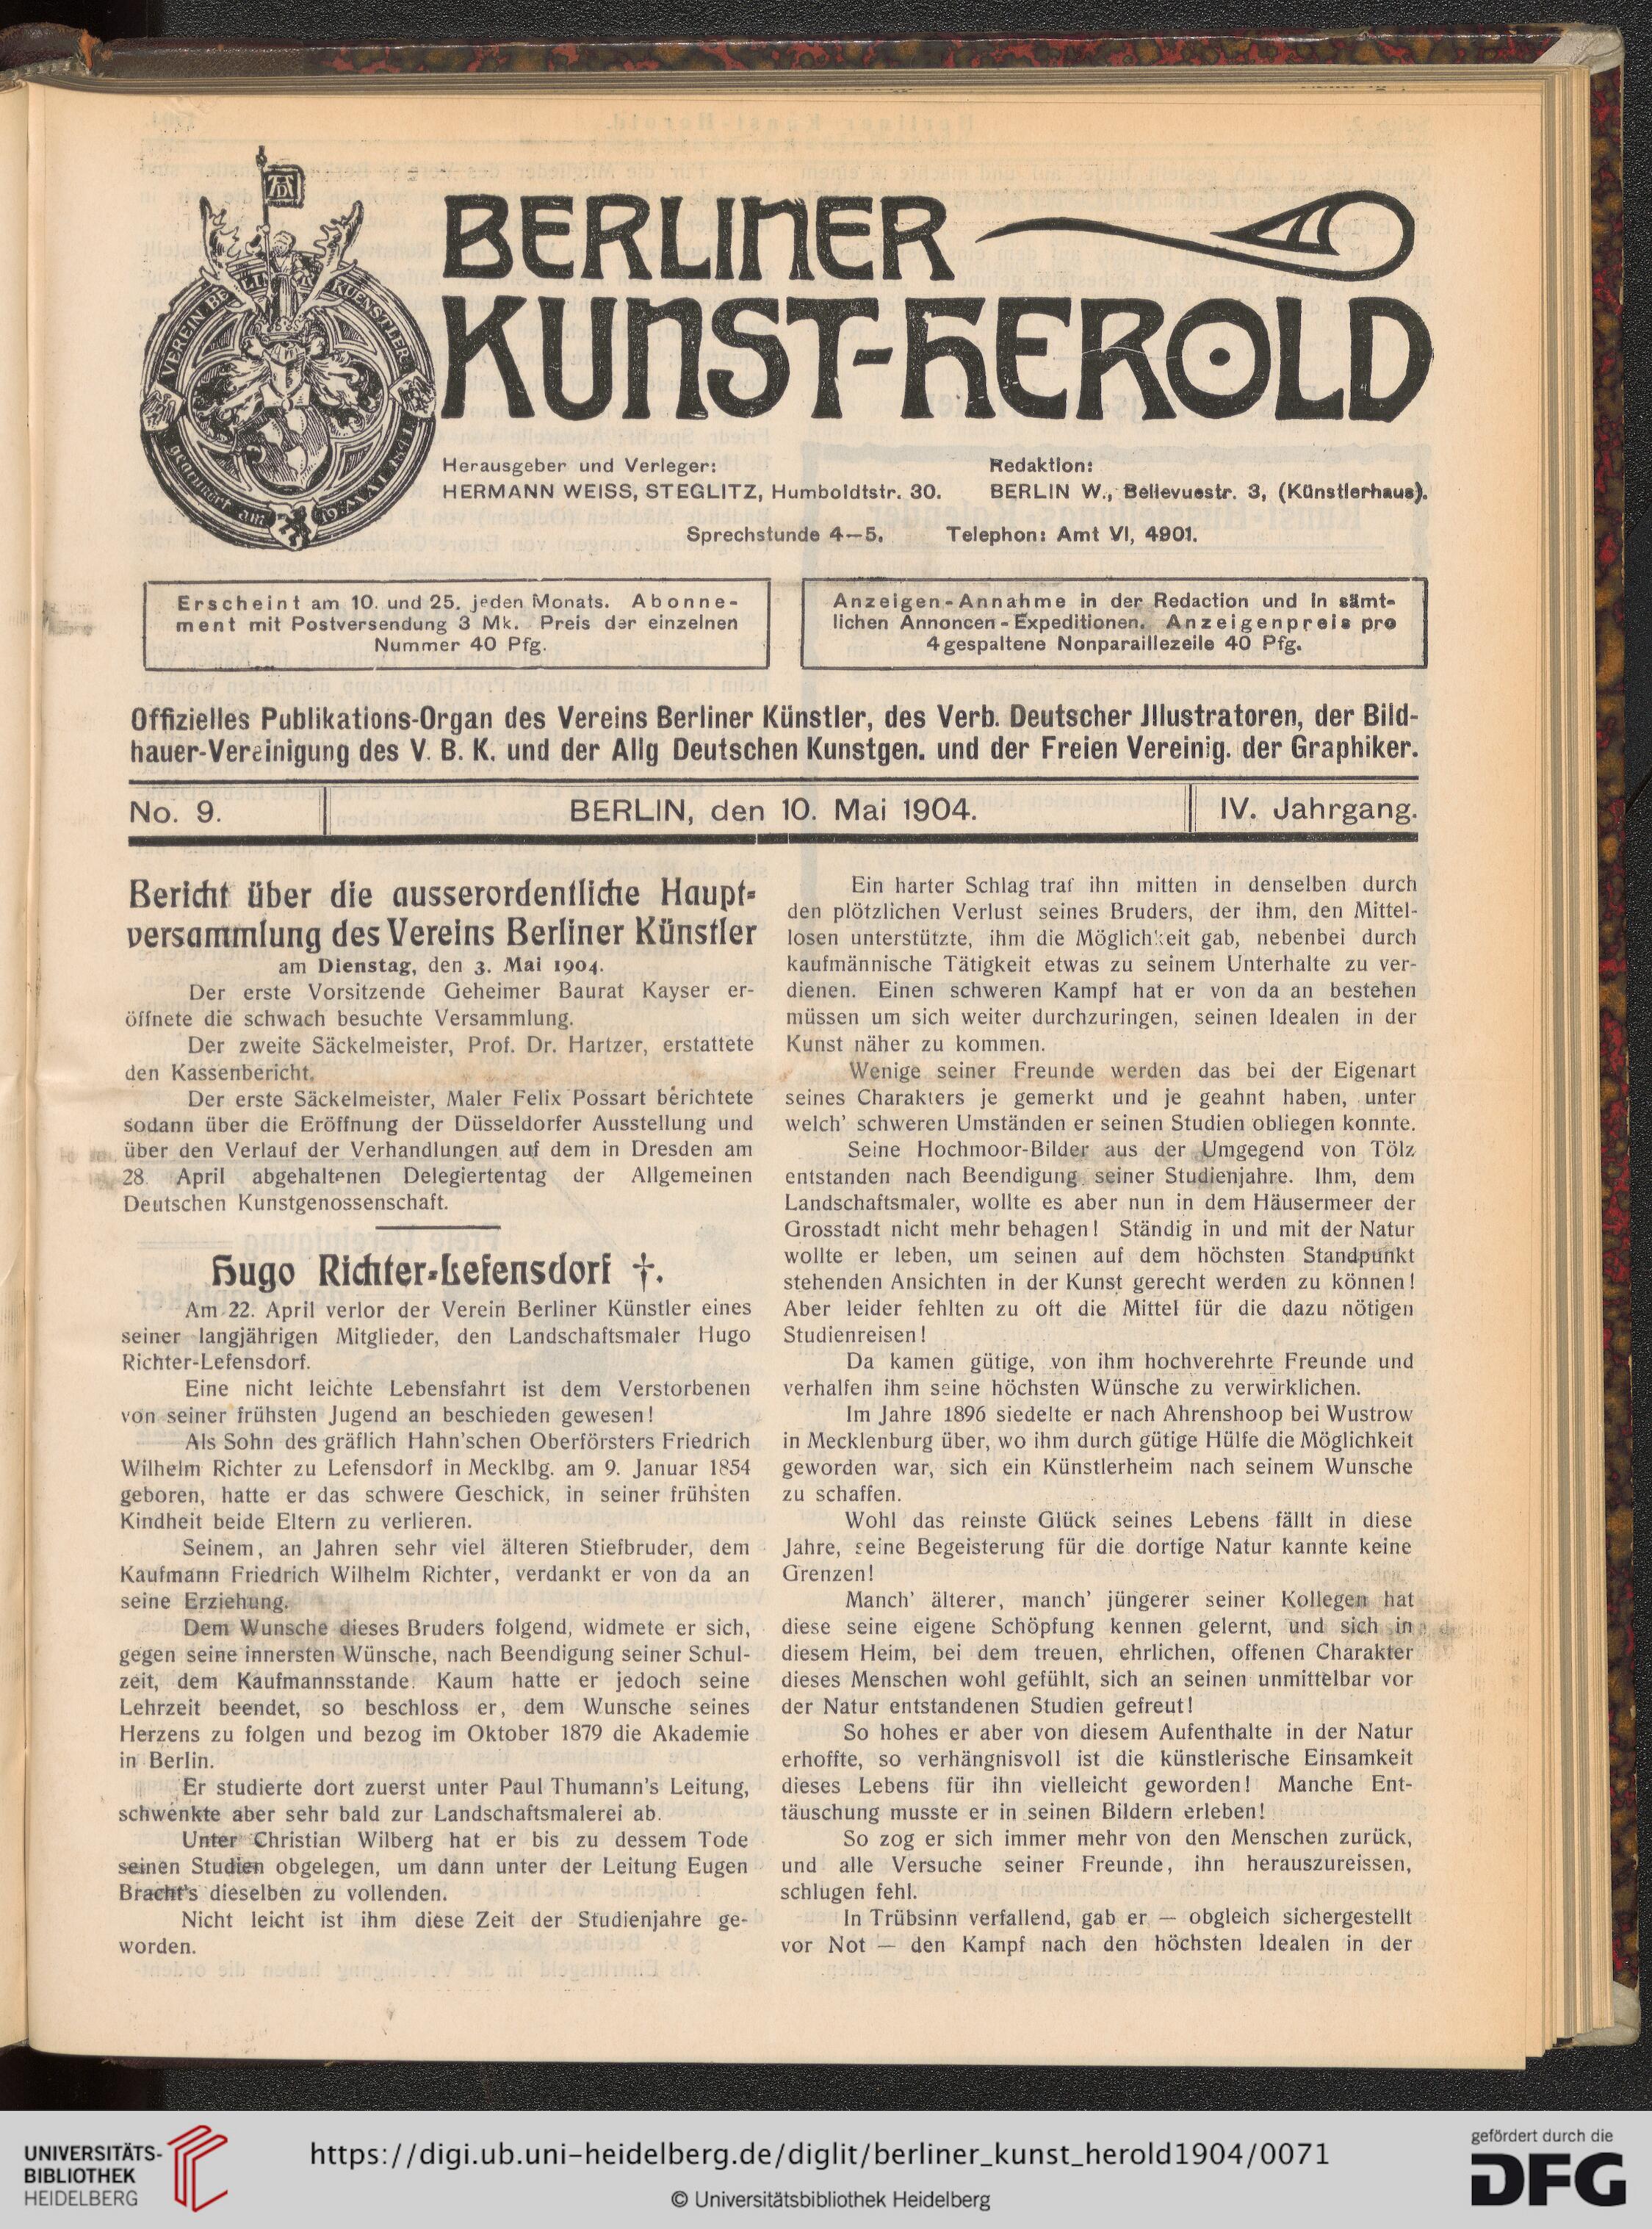 VEREIN BERLINER KUENSTLER
gegruendet am 19. MAI 1841
BERLINER
KUNST-HEROLD
Herausgeber und Verleger:
HERMANN WEISS, STEGLITZ, Humboldtstr. 30.
Redaktion:
BERLIN W., Bellevuestr. 3, (Künstlerhaus).
Sprechstunde 4—5. Telephon: Amt VI, 4901.
Erscheint am 10. und 25. jeden Monats. Abonne-
ment mit Postversendung 3 Mk. Preis der einzelnen
Nummer 40 Pfg.
Anzeigen-Annahme in der Redaction und in sämt-
lichen Annoncen-Expeditionen. Anzeigenpreis pro
4gespaltene Nonparaillezeile 40 Pfg.
Offizielles Publikations-Organ des Vereins Berliner Künstler, des Verb. Deutscher Jllustratoren, der Bild-
hauer-Vereinigung des V. B. K. und der Allg Deutschen Kunstgen. und der Freien Vereinig. der Graphiker.
No. 9.
BERLIN, den 10. Mai 1904.
IV. Jahrgang.
Bericht über die ausserordentliche Haupt-
versammlung des Vereins Berliner Künstler
am Dienstag, den 3. Mai 1904.
Der erste Vorsitzende Geheimer Baurat Kayser er-
öffnete die schwach besuchte Versammlung.
Der zweite Säckelmeister, Prof. Dr. Hartzer, erstattete
den Kassenbericht.
Der erste Säckelmeister, Maler Felix Possart berichtete
sodann über die Eröffnung der Düsseldorfer Ausstellung und
über den Verlauf der Verhandlungen auf dem in Dresden am
28 April abgehaltenen Delegiertentag der Allgemeinen
Deutschen Kunstgenossenschaft.
Hugo Richter-Lefensdorf †.
Am 22. April verlor der Verein Berliner Künstler eines
seiner langjährigen Mitglieder, den Landschaftsmaler Hugo
Richter-Lefensdorf.
Eine nicht leichte Lebensfahrt ist dem Verstorbenen
von seiner frühsten Jugend an beschieden gewesen!
Als Sohn des gräflich Hahn'schen Oberförsters Friedrich
Wilhelm Richter zu Lefensdorf in Mecklbg. am 9. Januar 1854
geboren, hatte er das schwere Geschick, in seiner frühsten
Kindheit beide Eltern zu verlieren.
Seinem, an Jahren sehr viel älteren Stiefbruder, dem
Kaufmann Friedrich Wilhelm Richter, verdankt er von da an
seine Erziehung.
Dem Wunsche dieses Bruders folgend, widmete er sich,
gegen seine innersten Wünsche, nach Beendigung seiner Schul-
zeit, dem Kaufmannsstande. Kaum hatte er jedoch seine
Lehrzeit beendet, so beschloss er, dem Wunsche seines
Herzens zu folgen und bezog im Oktober 1879 die Akademie
in Berlin.
Er studierte dort zuerst unter Paul Thumann's Leitung,
schwenkte aber sehr bald zur Landschaftsmalerei ab.
Unter Christian Wilberg hat er bis zu dessem Tode
seinen Studien obgelegen, um dann unter der Leitung Eugen
Bracht's dieselben zu vollenden.
Nicht leicht ist ihm diese Zeit der Studienjahre ge-
worden.
Ein harter Schlag traf ihn mitten in denselben durch
den plötzlichen Verlust seines Bruders, der ihm, den Mittel-
losen unterstützte, ihm die Möglichkeit gab, nebenbei durch
kaufmännische Tätigkeit etwas zu seinem Unterhalte zu ver-
dienen. Einen schweren Kampf hat er von da an bestehen
müssen um sich weiter durchzuringen, seinen Idealen in der
Kunst näher zu kommen.
Wenige seiner Freunde werden das bei der Eigenart
seines Charakters je gemerkt und je geahnt haben, unter
welch' schweren Umständen er seinen Studien obliegen konnte.
Seine Hochmoor-Bilder aus der Umgegend von Tölz
entstanden nach Beendigung seiner Studienjahre. Ihm, dem
Landschaftsmaler, wollte es aber nun in dem Häusermeer der
Grosstadt nicht mehr behagen! Ständig in und mit der Natur
wollte er leben, um seinen auf dem höchsten Standpunkt
stehenden Ansichten in der Kunst gerecht werden zu können!
Aber leider fehlten zu oft die Mittel für die dazu nötigen
Studienreisen!
Da kamen gütige, von ihm hochverehrte Freunde und
verhalfen ihm seine höchsten Wünsche zu verwirklichen.
Im Jahre 1896 siedelte er nach Ahrenshoop bei Wustrow
in Mecklenburg über, wo ihm durch gütige Hülfe die Möglichkeit
geworden war, sich ein Künstlerheim nach seinem Wunsche
zu schaffen.
Wohl das reinste Glück seines Lebens fällt in diese
Jahre, seine Begeisterung für die dortige Natur kannte keine
Grenzen!
Manch' älterer, manch' jüngerer seiner Kollegen hat
diese seine eigene Schöpfung kennen gelernt, und sich in
diesem Heim, bei dem treuen, ehrlichen, offenen Charakter
dieses Menschen wohl gefühlt, sich an seinen unmittelbar vor
der Natur entstandenen Studien gefreut!
So hohes er aber von diesem Aufenthalte in der Natur
erhoffte, so verhängnisvoll ist die künstlerische Einsamkeit
dieses Lebens für ihn vielleicht geworden! Manche Ent-
täuschung musste er in seinen Bildern erleben!
So zog er sich immer mehr von den Menschen zurück,
und alle Versuche seiner Freunde, ihn herauszureissen,
schlugen fehl.
In Trübsinn verfallend, gab er — obgleich sichergestellt
vor Not — den Kampf nach den höchsten Idealen in der
UNIVERSITÄTS-
BIBLIOTHEK
HEIDELBERG
https://digi.ub.uni-heidelberg.de/diglit/berliner_kunst_herold1904/0071
© Universitätsbibliothek Heidelberg
gefördert durch die
DFG